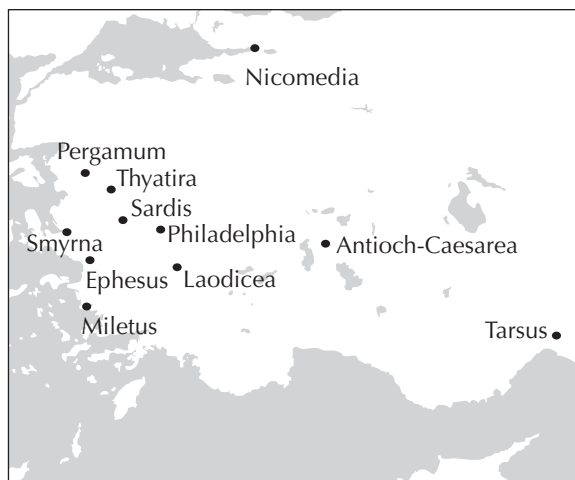 Nicomedia
Pergamum
Thyatira
Sardis
Philadelphia
Smyrna
Antioch-Caesarea
Ephesus
Laodicea
Miletus
Tarsus